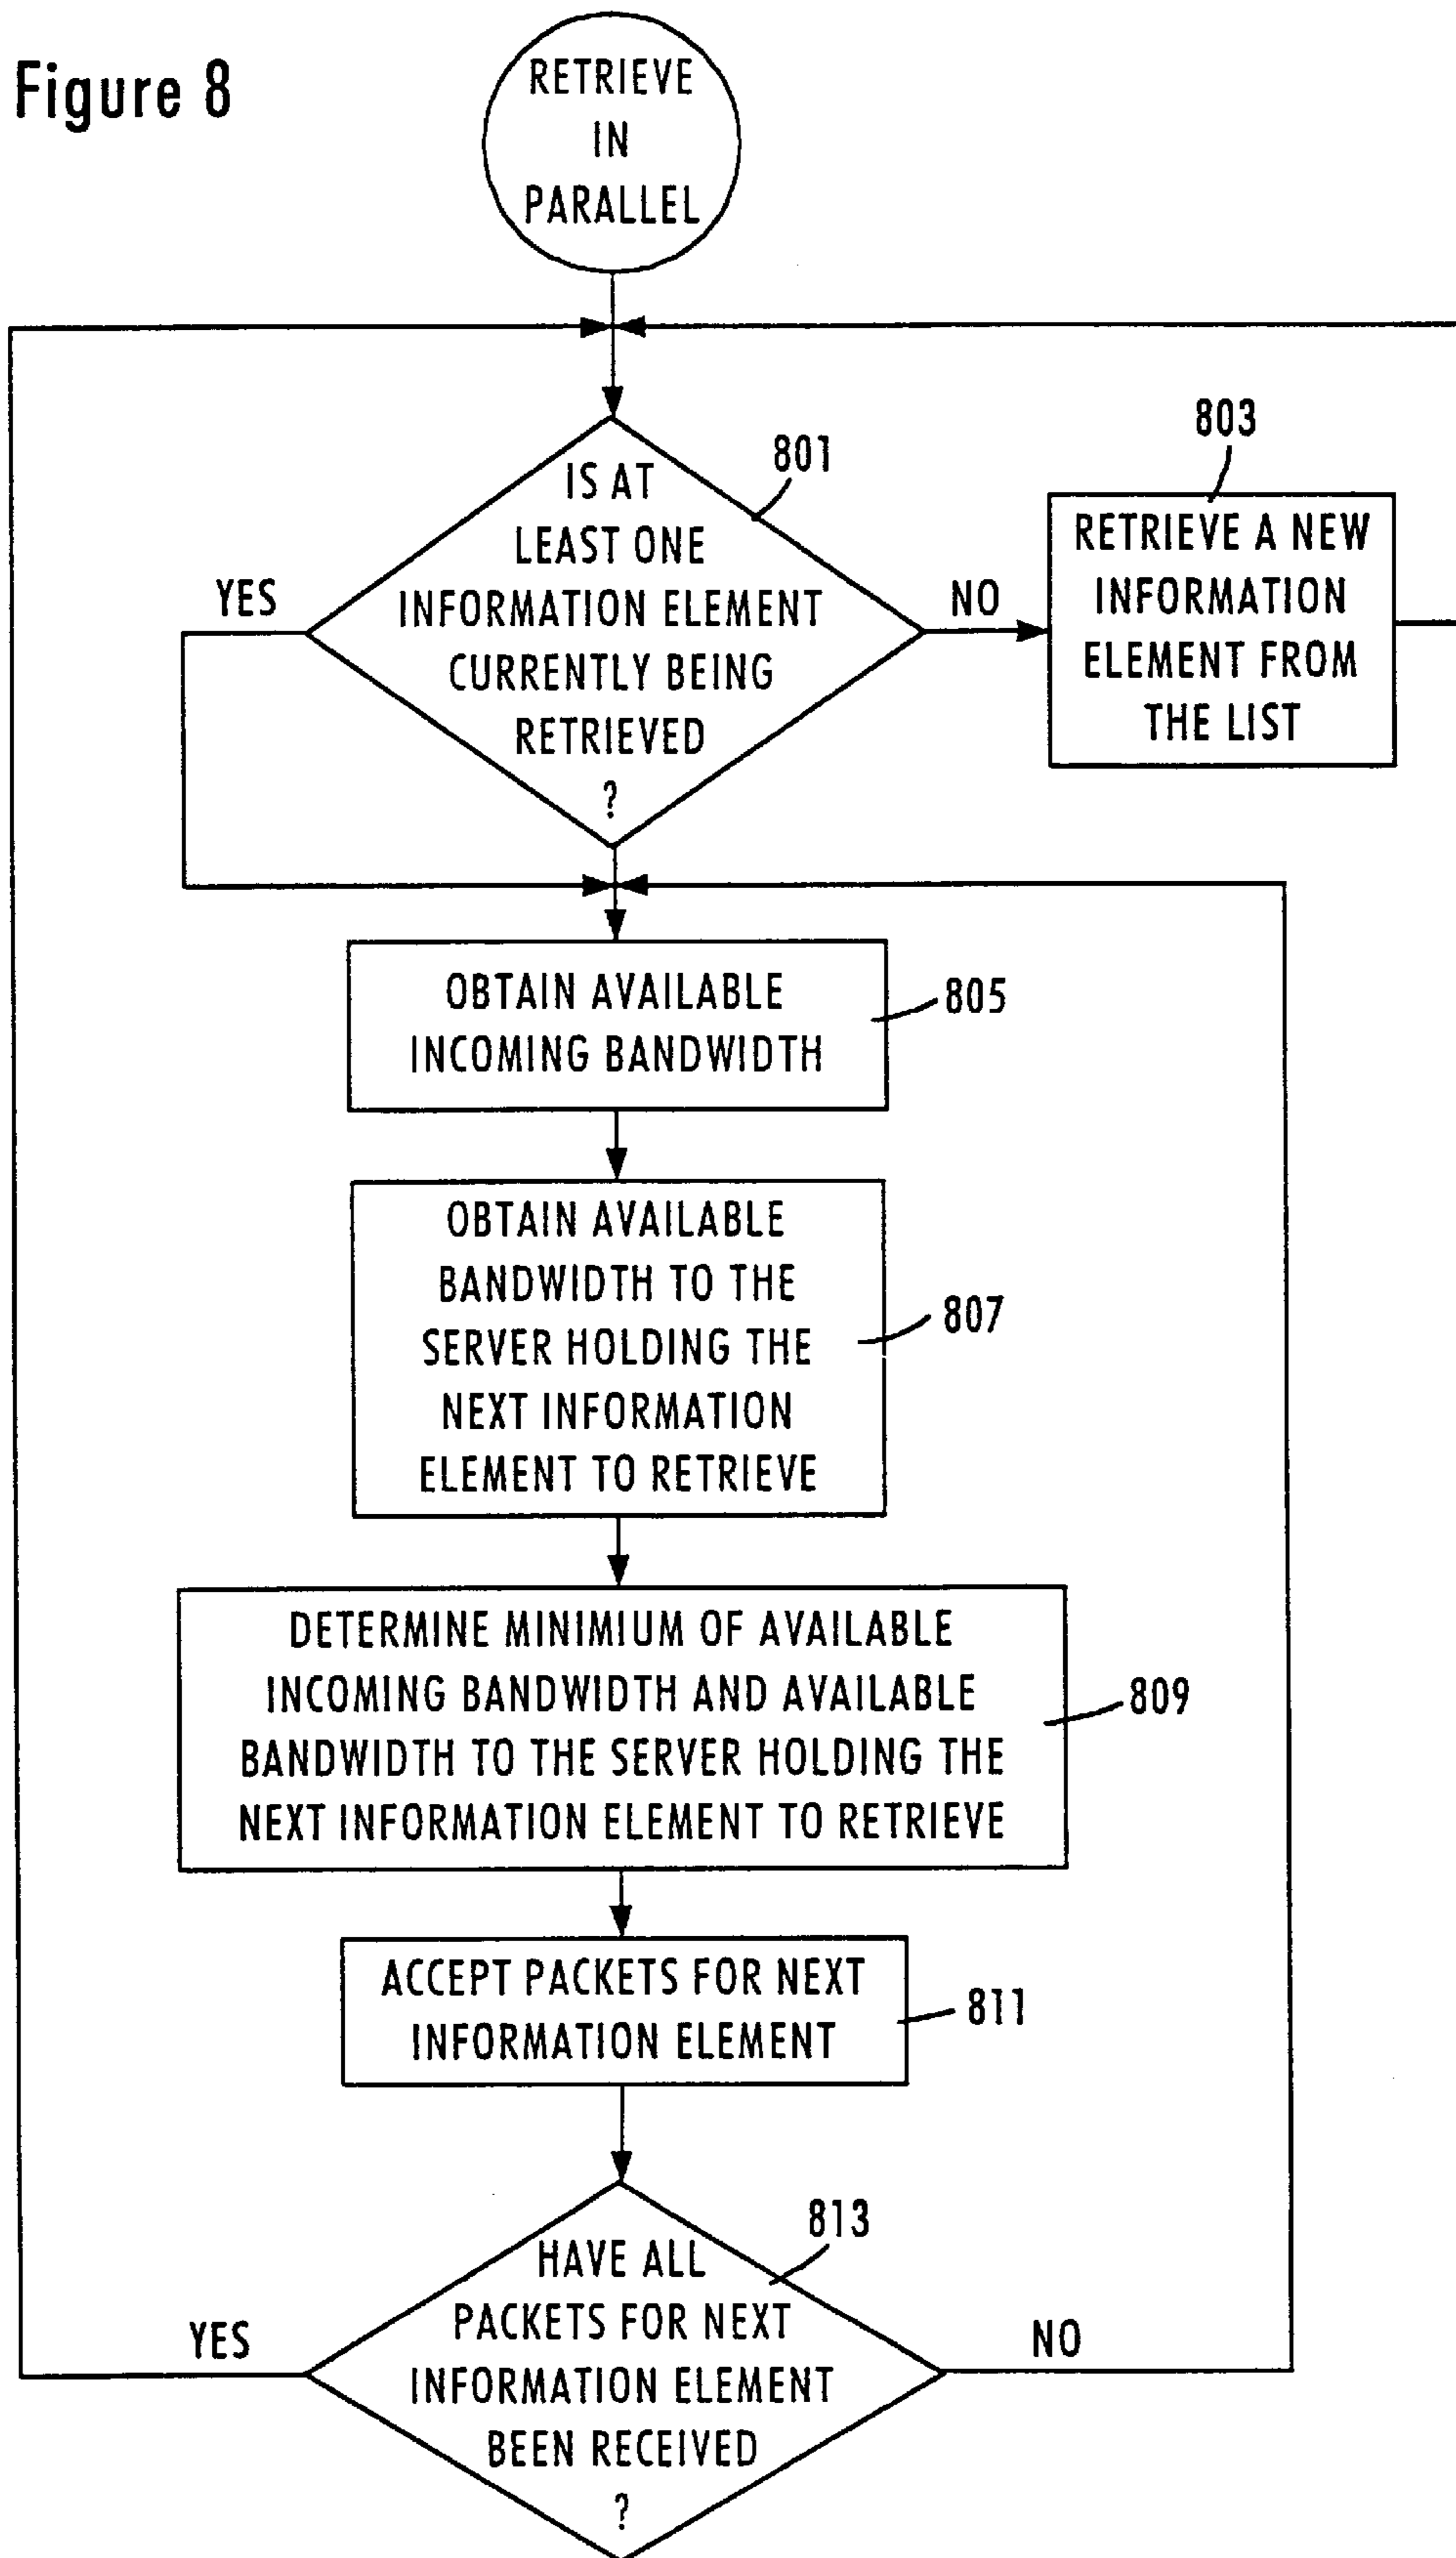 Figure 8
RETRIEVE
IN
PARALLEL
801
IS AT
LEAST ONE
INFORMATION ELEMENT
CURRENTLY BEING
RETRIEVED
?
YES
NO
803
RETRIEVE A NEW
INFORMATION
ELEMENT FROM
THE LIST
OBTAIN AVAILABLE
INCOMING BANDWIDTH
805
OBTAIN AVAILABLE
BANDWIDTH TO THE
SERVER HOLDING THE
NEXT INFORMATION
ELEMENT TO RETRIEVE
807
DETERMINE MINIMIUM OF AVAILABLE
INCOMING BANDWIDTH AND AVAILABLE
BANDWIDTH TO THE SERVER HOLDING THE
NEXT INFORMATION ELEMENT TO RETRIEVE
809
ACCEPT PACKETS FOR NEXT
INFORMATION ELEMENT
811
813
HAVE ALL
PACKETS FOR NEXT
INFORMATION ELEMENT
BEEN RECEIVED
?
YES
NO